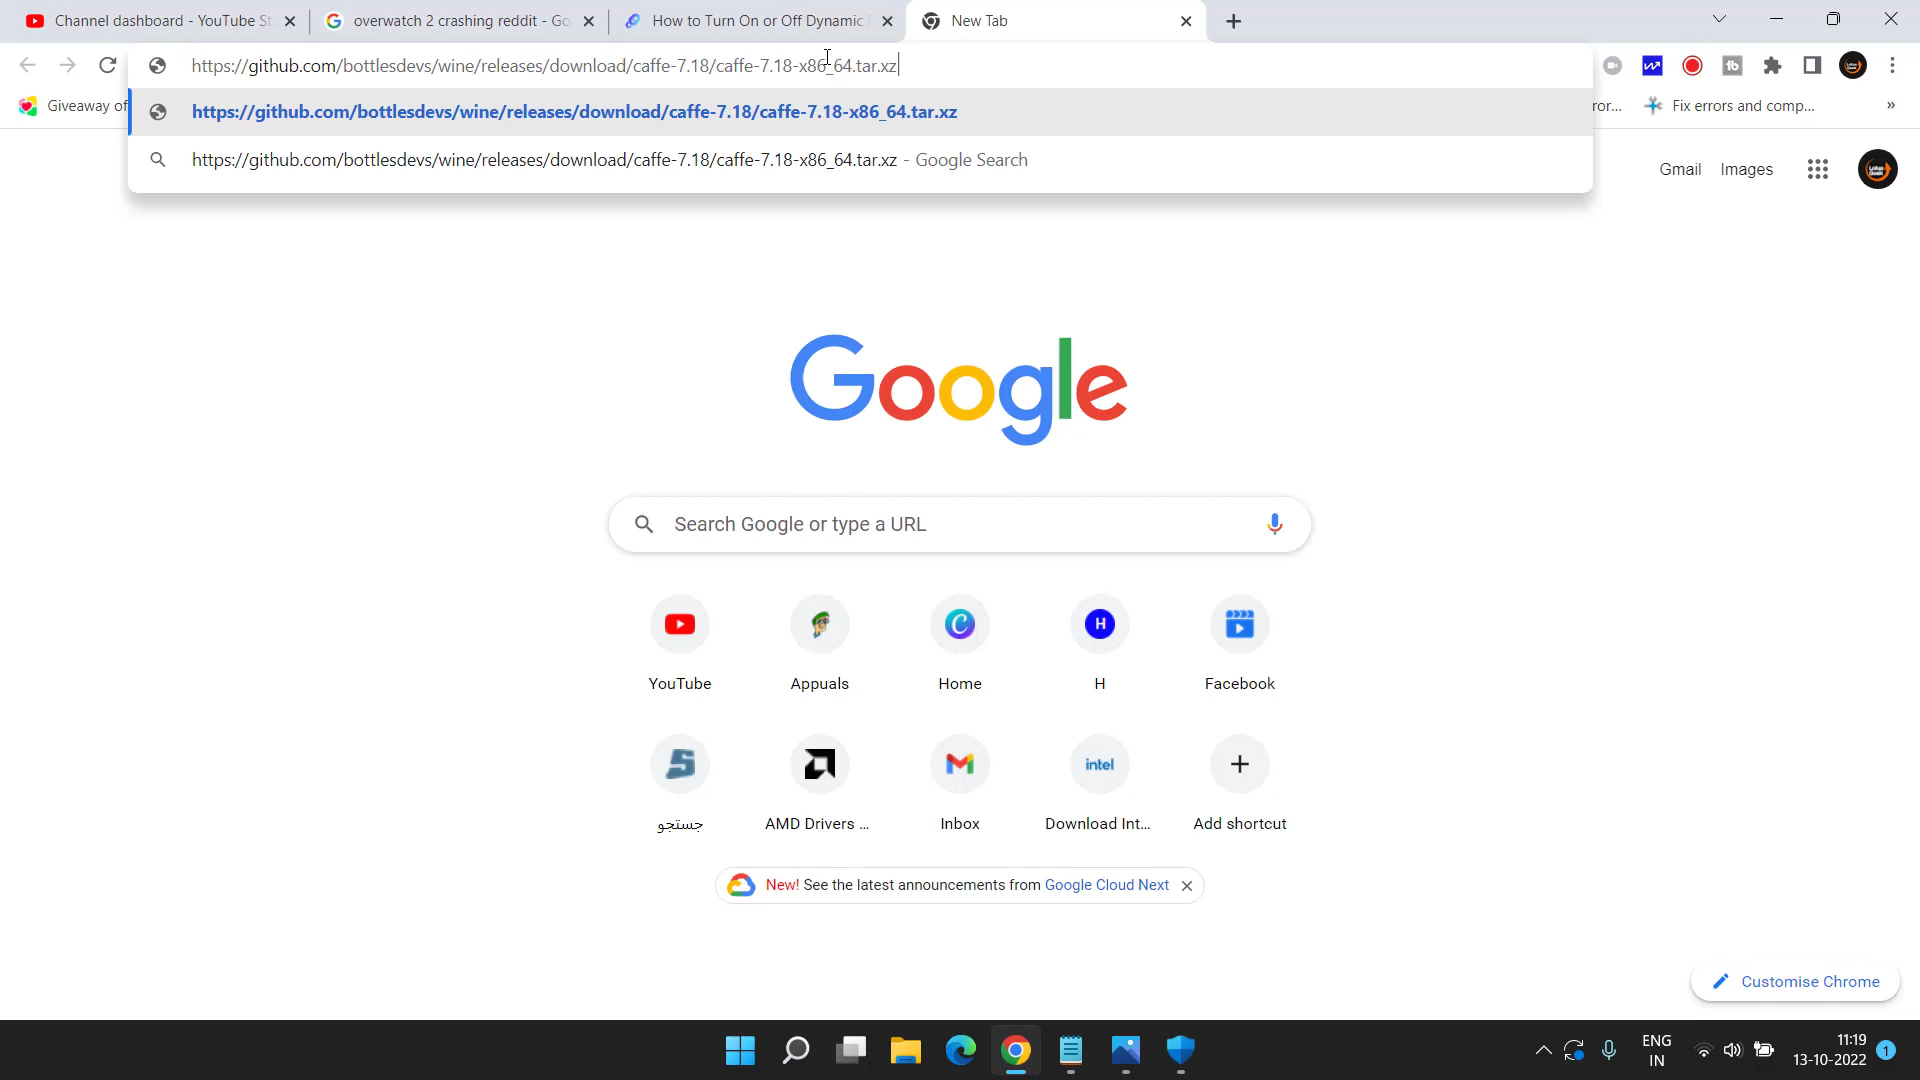 Channel dashboard - YouTube St
overwatch 2 crashing reddit - Go
How to Turn On or Off Dynamic
New Tab
https://github.com/bottlesdevs/wine/releases/download/caffe-7.18/caffe-7.18-x86_64.tar.xz
Giveaway of
https://github.com/bottlesdevs/wine/releases/download/caffe-7.18/caffe-7.18-x86_64.tar.xz
ror...
Fix errors and comp...
»
https://github.com/bottlesdevs/wine/releases/download/caffe-7.18/caffe-7.18-x86_64.tar.xz - Google Search
Gmail
Images
Google
Search Google or type a URL
H
YouTube
Appuals
Home
H
Facebook
intel
جستجو
AMD Drivers ...
Inbox
Download Int...
Add shortcut
New! See the latest announcements from Google Cloud Next
Customise Chrome
ENG
IN
11:19
13-10-2022
1